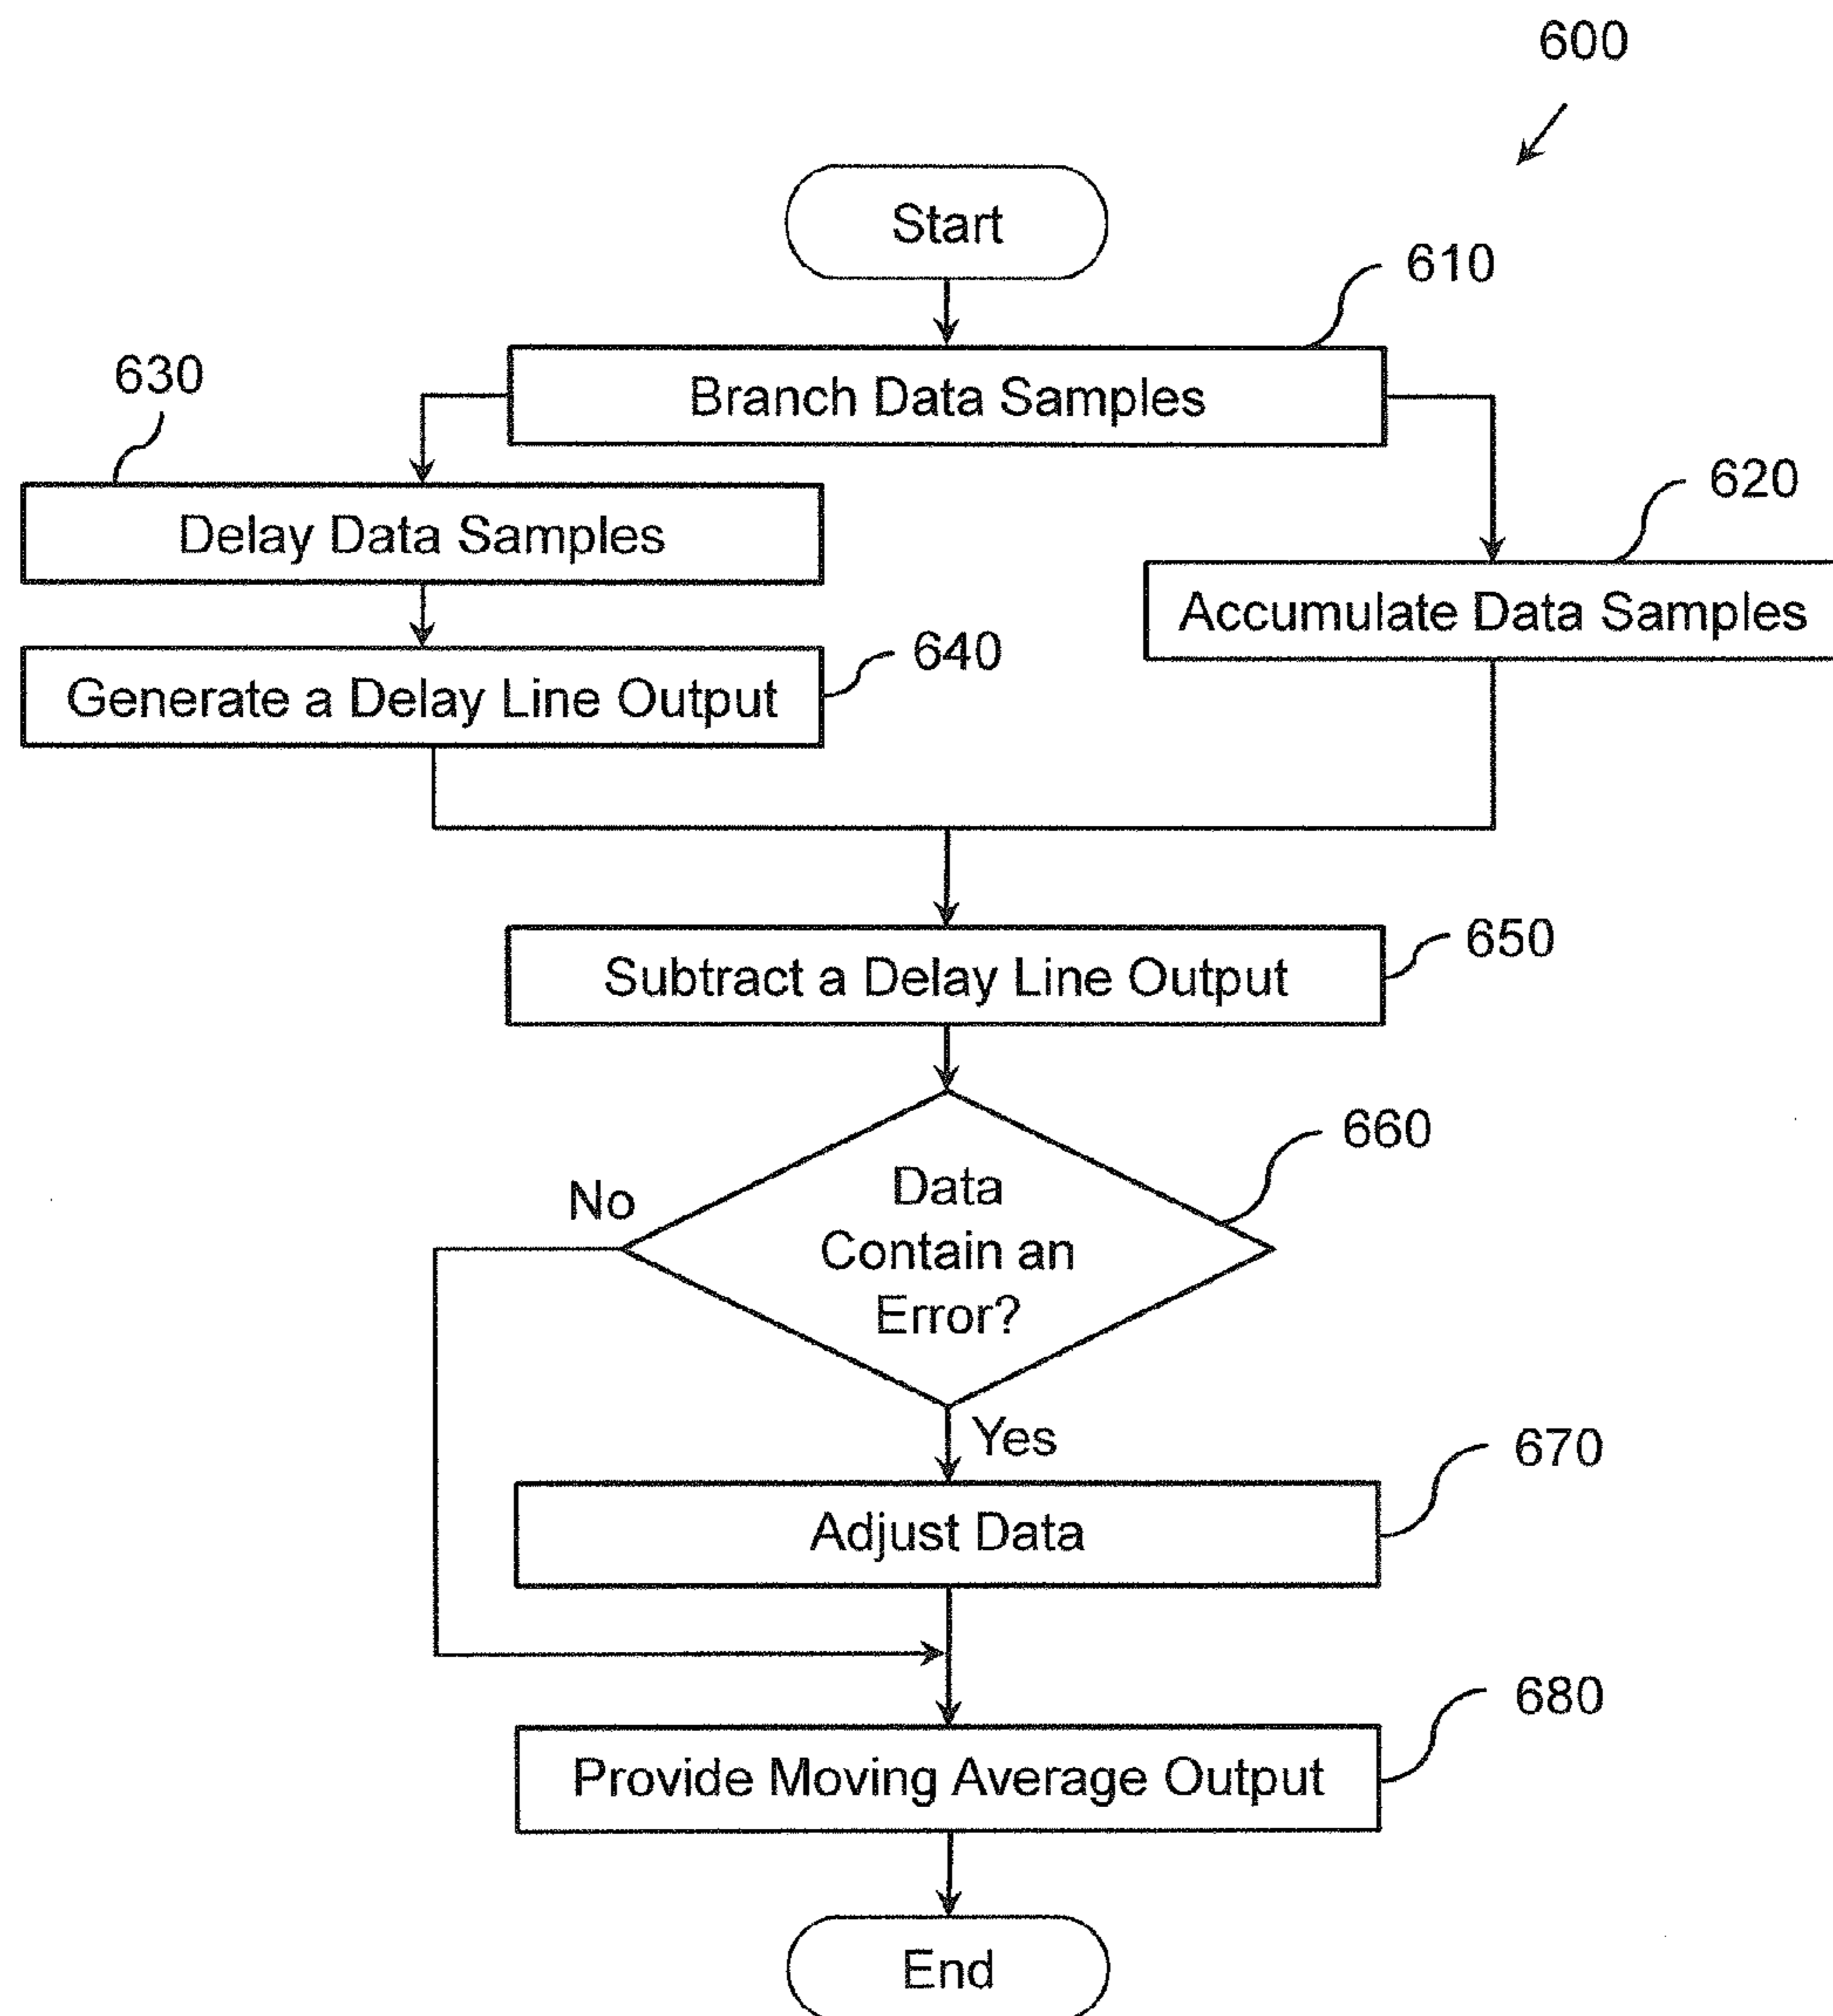 600
Start
610
Branch Data Samples
630
Delay Data Samples
620
Accumulate Data Samples
640
Generate a Delay Line Output
650
Subtract a Delay Line Output
660
Data
Contain an
Error?
No
Yes
670
Adjust Data
680
Provide Moving Average Output
End